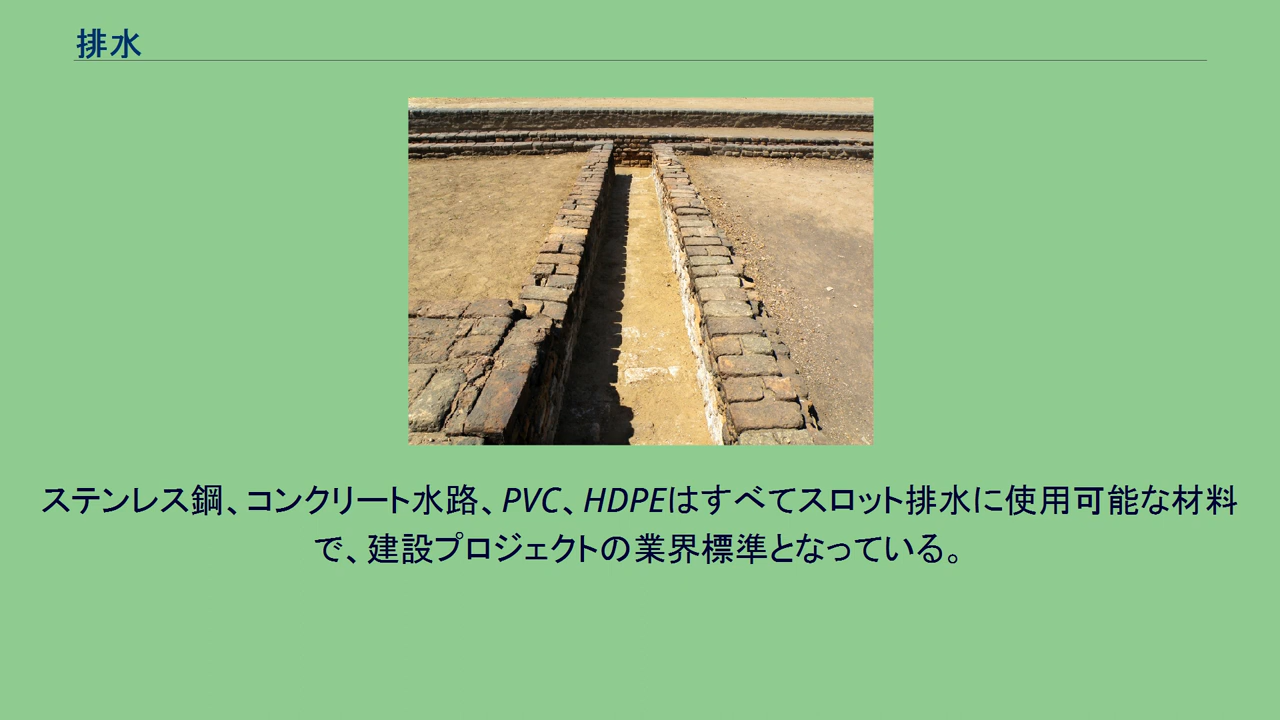 排水
ステンレス鋼、コンクリート水路、PVC、HDPEはすべてスロット排水に使用可能な材料
で、建設プロジェクトの業界標準となっている。